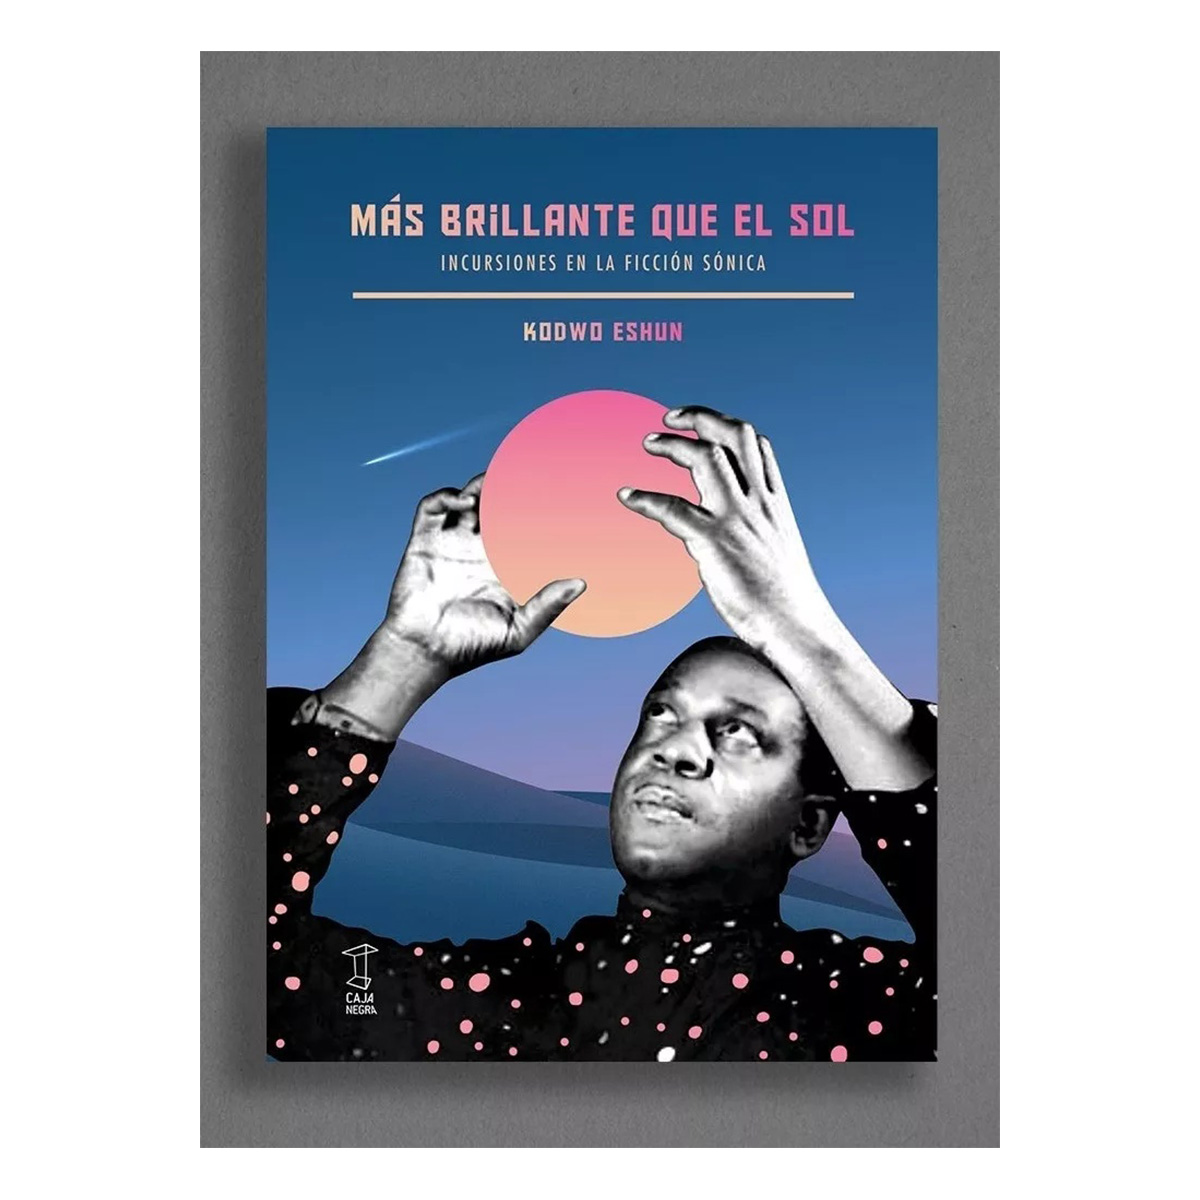 MÁS BRiLLANTE QUE EL SOL
INCURSIONES EN LA FICCIÓN SÓNICA
KODWO ESHUN
CAJA
NEGRA